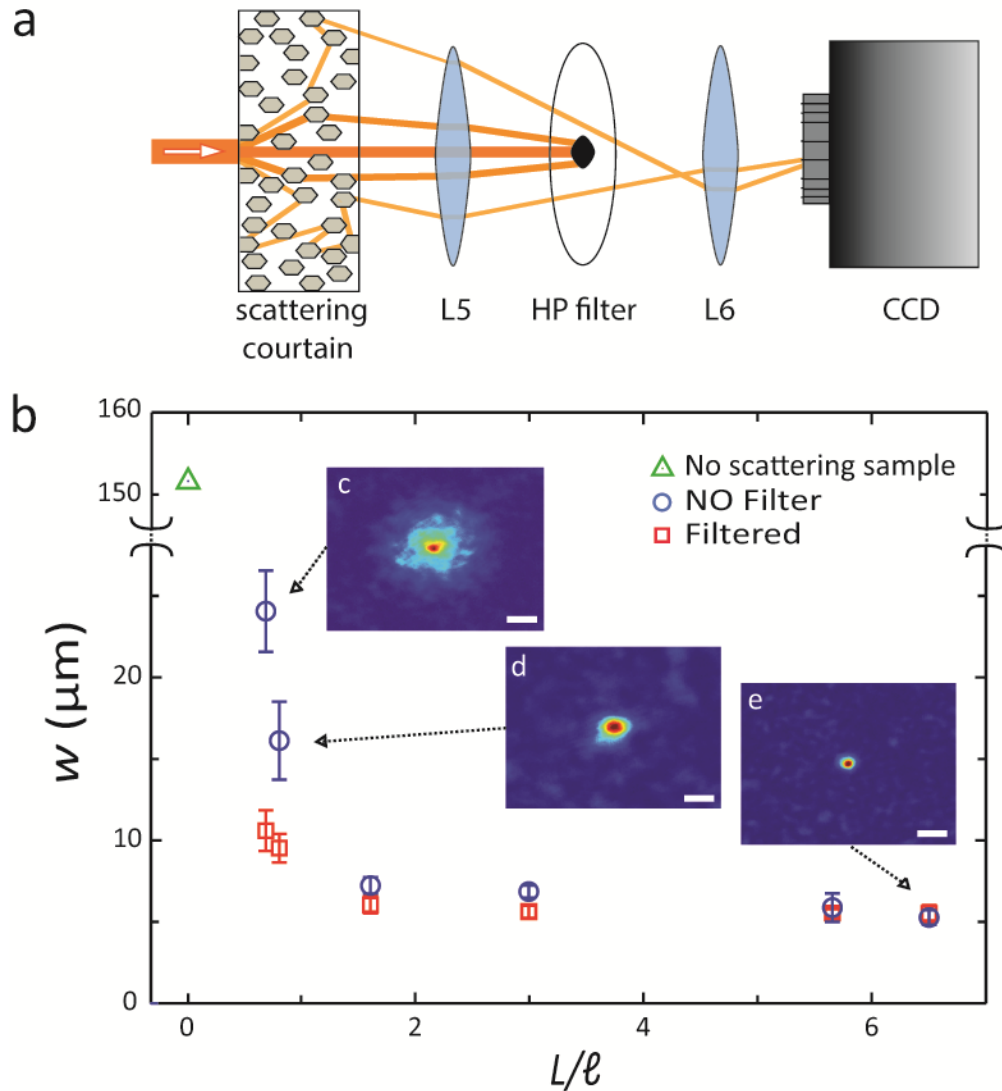 a
scattering
courtain
L5
HP filter
L6
CCD
b
160
150
20
10
0
w (μm)
No scattering sample
NO Filter
Filtered
c
d
e
0
2
4
6
L/ℓ